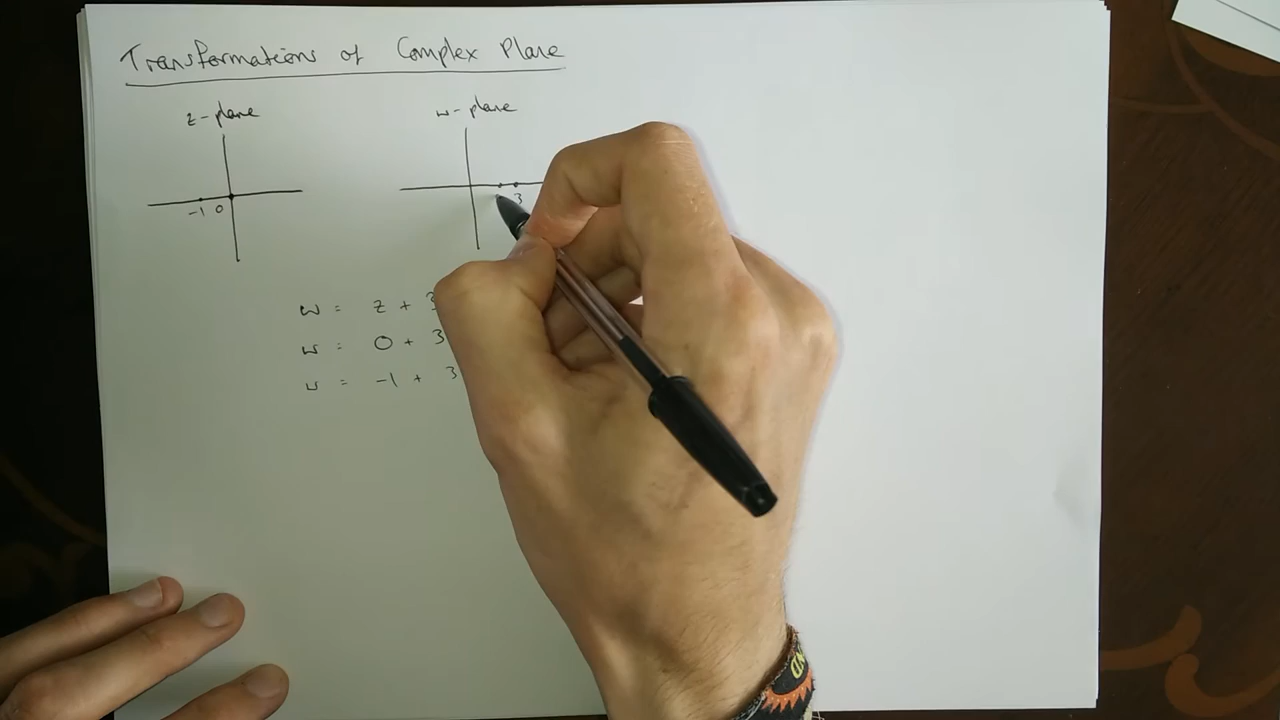 Transformations of Complex Plane
z-plane w-plane
-1 0 3
w = z + 3
w = 0 + 3
w = -1 + 3